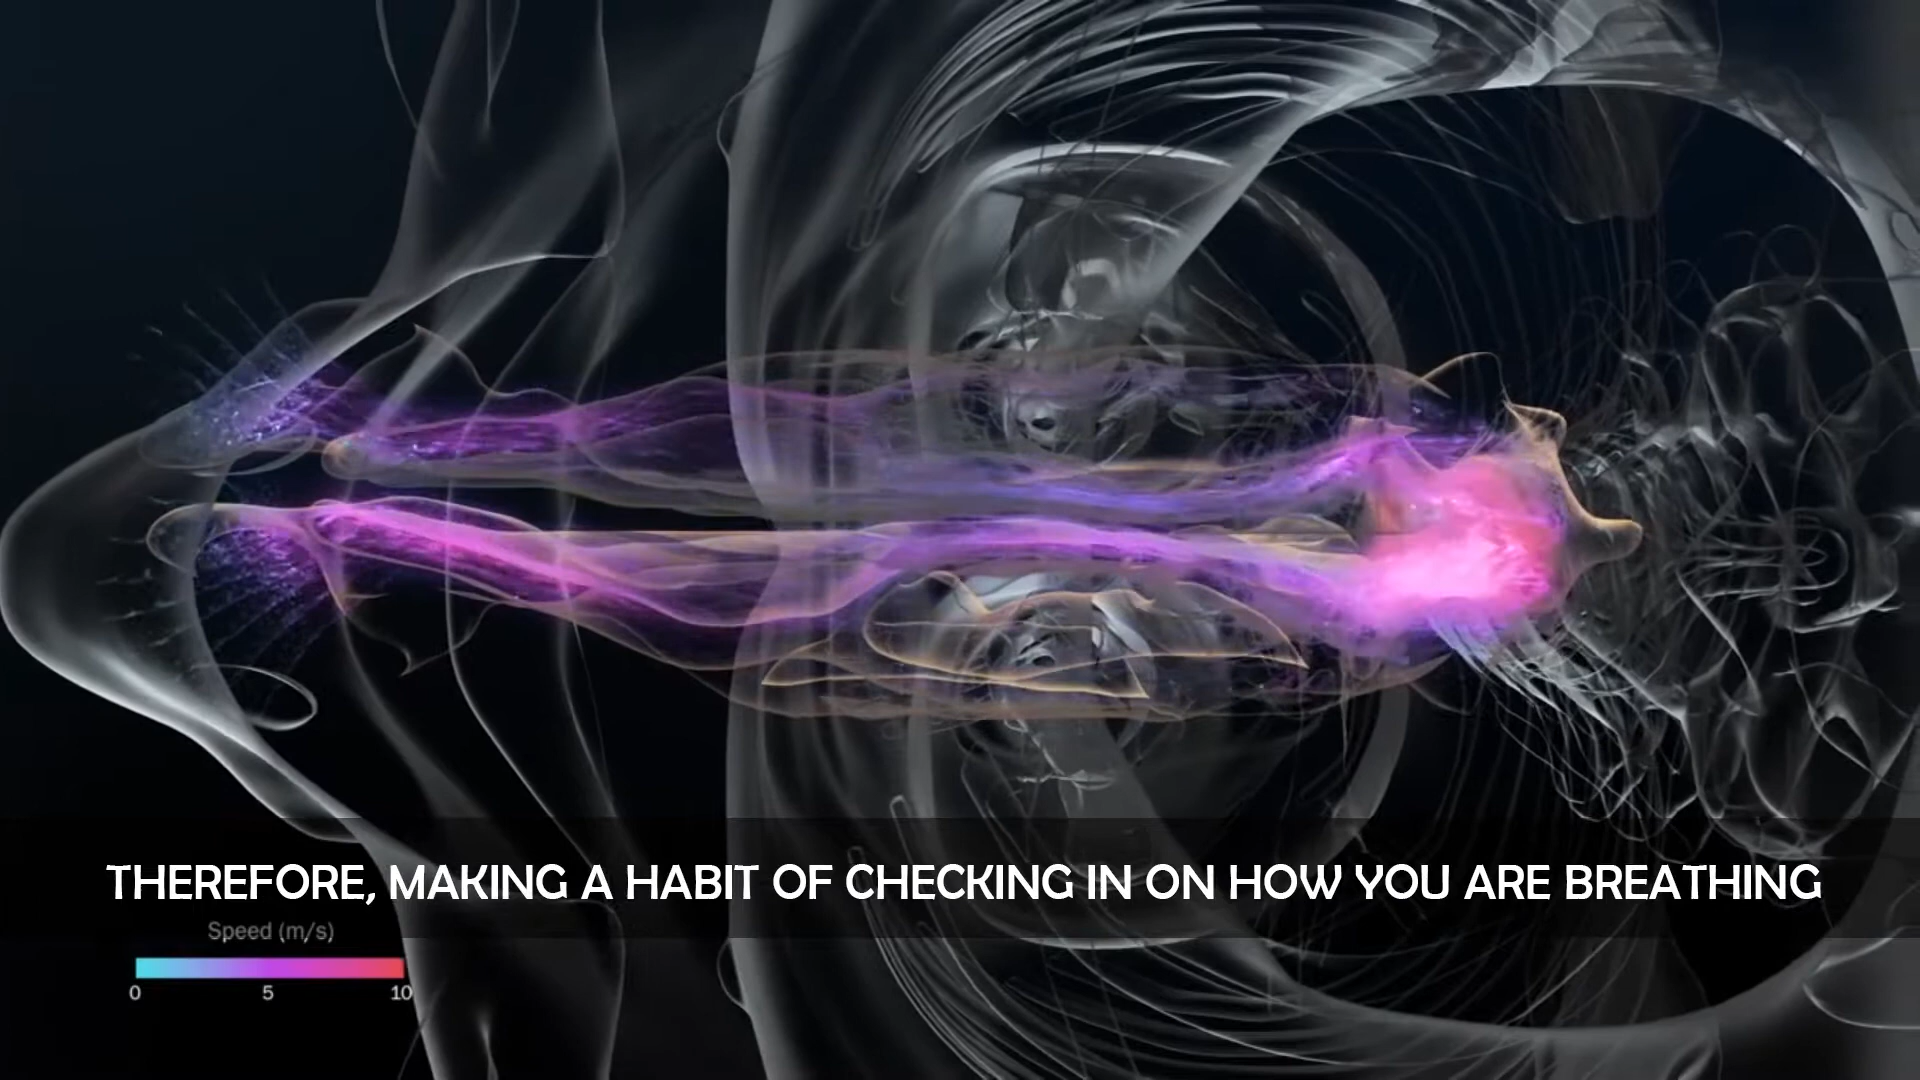 THEREFORE, MAKING A HABIT OF CHECKING IN ON HOW YOU ARE BREATHING
Speed (m/s)
0 5 10